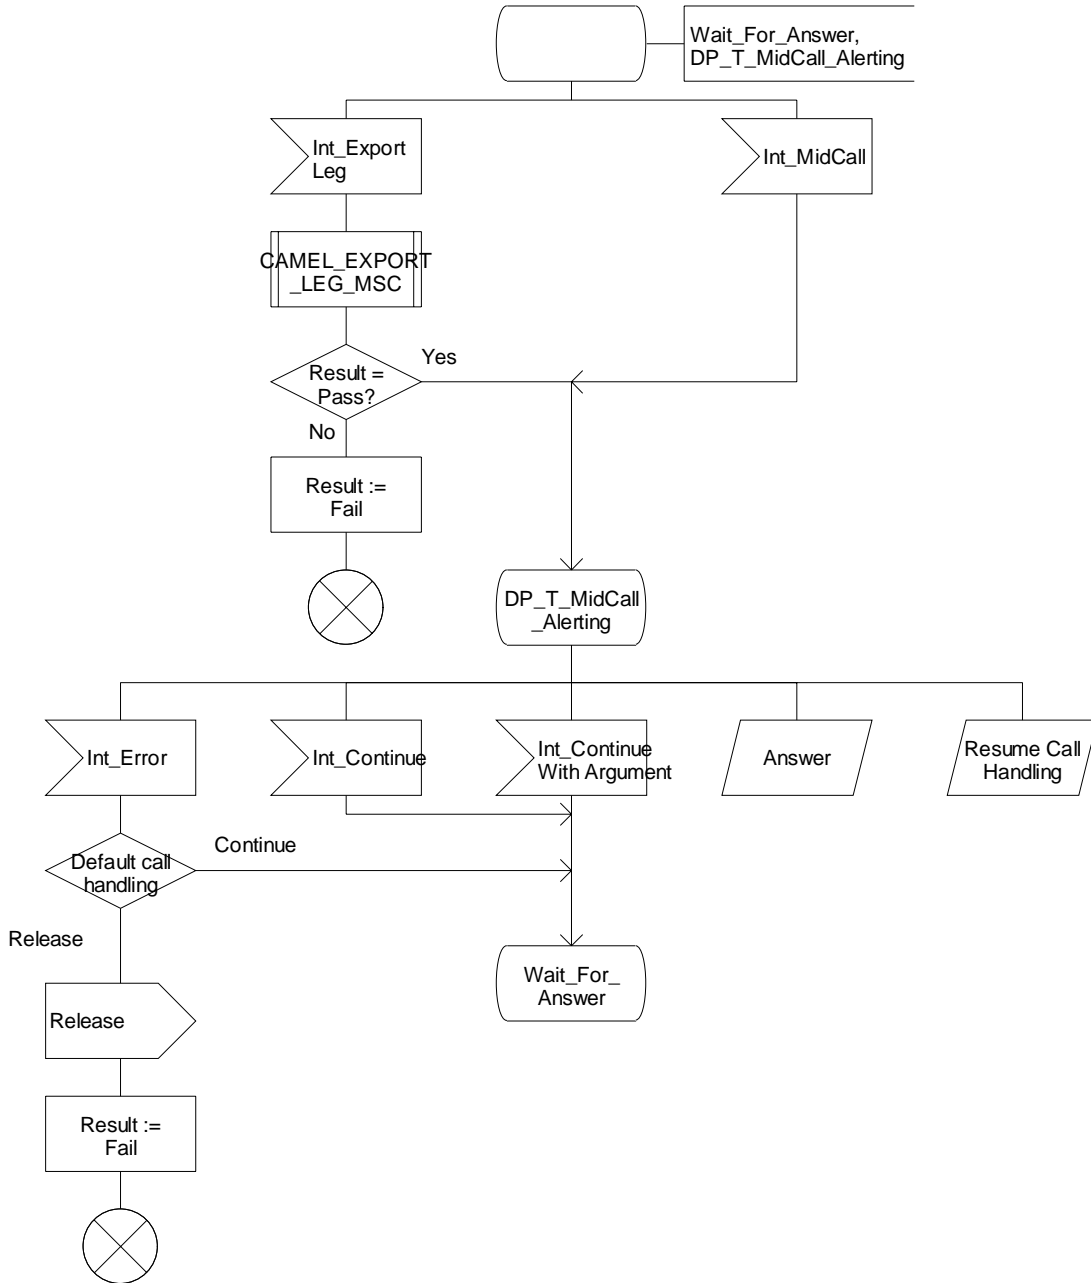 Wait_For_Answer,
DP_T_MidCall_Alerting
Int_Export
Leg
Int_MidCall
CAMEL_EXPORT
_LEG_MSC
Yes
Result =
Pass?
No
Result :=
Fail
DP_T_MidCall
_Alerting
Int_Error
Int_Continue
Int_Continue
With Argument
Answer
Resume Call
Handling
Continue
Default call
handling
Release
Wait_For_
Answer
Release
Result :=
Fail